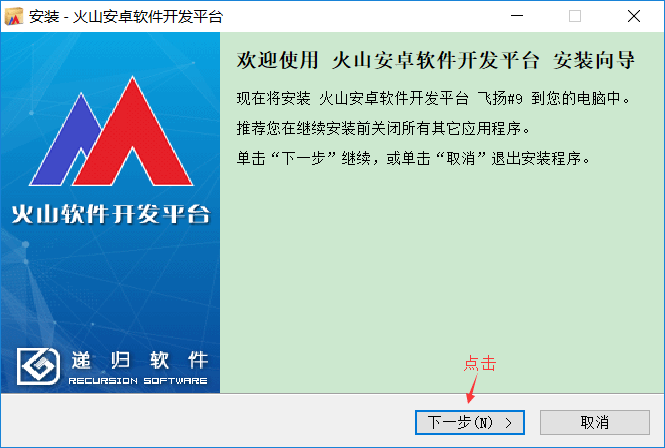 安装 - 火山安卓软件开发平台
欢迎使用 火山安卓软件开发平台 安装向导
现在将安装 火山安卓软件开发平台 飞扬#9 到您的电脑中。
推荐您在继续安装前关闭所有其它应用程序。
单击“下一步”继续，或单击“取消”退出安装程序。
火山软件开发平台
递归软件
RECURSION SOFTWARE
点击
下一步(N) >
取消